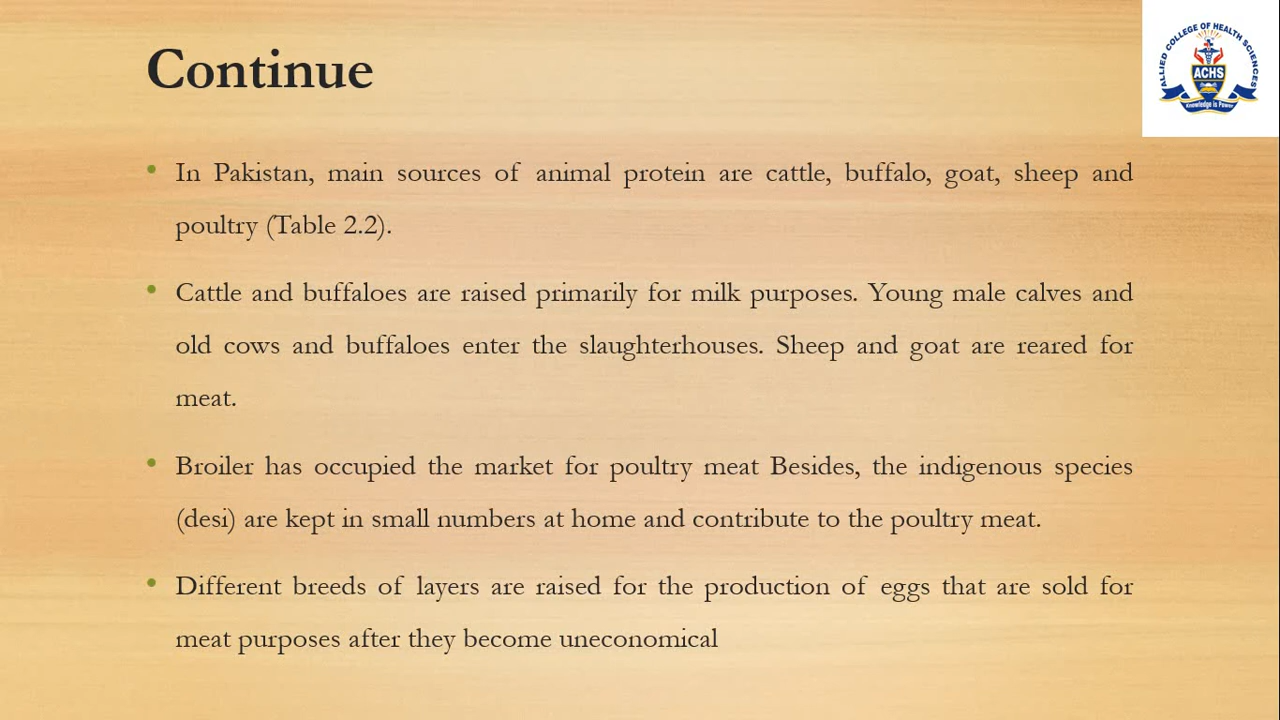 Continue
ALLIED COLLEGE OF HEALTH SCIENCES
ACHS
Knowledge is Power
• In Pakistan, main sources of animal protein are cattle, buffalo, goat, sheep and
poultry (Table 2.2).
• Cattle and buffaloes are raised primarily for milk purposes. Young male calves and
old cows and buffaloes enter the slaughterhouses. Sheep and goat are reared for
meat.
• Broiler has occupied the market for poultry meat Besides, the indigenous species
(desi) are kept in small numbers at home and contribute to the poultry meat.
• Different breeds of layers are raised for the production of eggs that are sold for
meat purposes after they become uneconomical